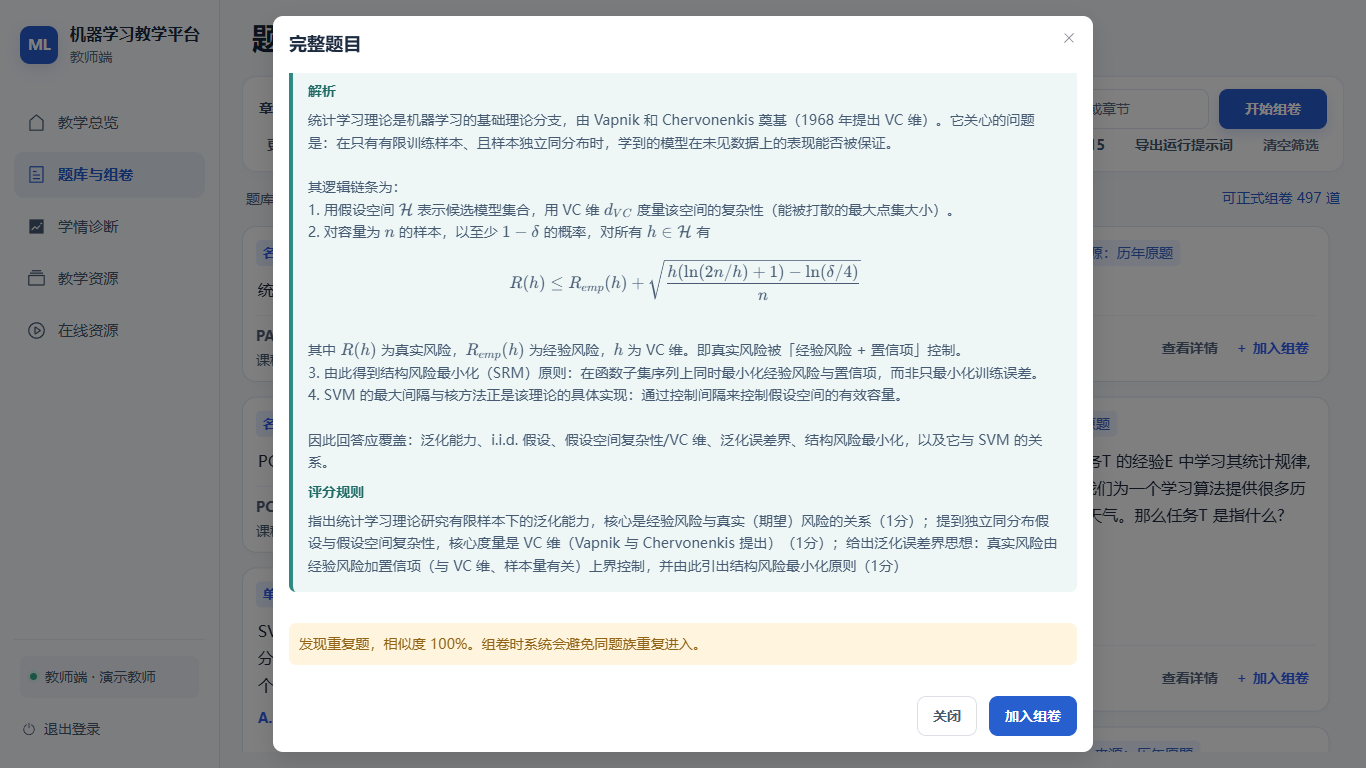 ML
机器学习教学平台
教师端
教学总览
题库与组卷
学情诊断
教学资源
在线资源
教师端 · 演示教师
退出登录
题
章
成章节
开始组卷
15
导出运行提示词
清空筛选
题库
可正式组卷 497 道
名
源：历年原题
统
PA
课程
查看详情
+ 加入组卷
名
题
PC
务T 的经验E 中学习其统计规律,
我们为一个学习算法提供很多历
天气。那么任务T 是指什么?
PC
课程
查看详情
+ 加入组卷
单
SV
分
个
A.
来源：历年原题
完整题目
解析
统计学习理论是机器学习的基础理论分支，由 Vapnik 和 Chervonenkis 奠基（1968 年提出 VC 维）。它关心的问题
是：在只有有限训练样本、且样本独立同分布时，学到的模型在未见数据上的表现能否被保证。
其逻辑链条为：
1. 用假设空间 ℋ 表示候选模型集合，用 VC 维 d_{VC} 度量该空间的复杂性（能被打散的最大点集大小）。
2. 对容量为 n 的样本，以至少 1 − δ 的概率，对所有 h ∈ ℋ 有
R(h) ≤ R_{emp}(h) + √((h(ln(2n/h) + 1) − ln(δ/4))/n)
其中 R(h) 为真实风险，R_{emp}(h) 为经验风险，h 为 VC 维。即真实风险被「经验风险 + 置信项」控制。
3. 由此得到结构风险最小化（SRM）原则：在函数子集序列上同时最小化经验风险与置信项，而非只最小化训练误差。
4. SVM 的最大间隔与核方法正是该理论的具体实现：通过控制间隔来控制假设空间的有效容量。
因此回答应覆盖：泛化能力、i.i.d. 假设、假设空间复杂性/VC 维、泛化误差界、结构风险最小化，以及它与 SVM 的关
系。
评分规则
指出统计学习理论研究有限样本下的泛化能力，核心是经验风险与真实（期望）风险的关系（1分）；提到独立同分布假
设与假设空间复杂性，核心度量是 VC 维（Vapnik 与 Chervonenkis 提出）（1分）；给出泛化误差界思想：真实风险由
经验风险加置信项（与 VC 维、样本量有关）上界控制，并由此引出结构风险最小化原则（1分）
发现重复题，相似度 100%。组卷时系统会避免同题族重复进入。
关闭
加入组卷